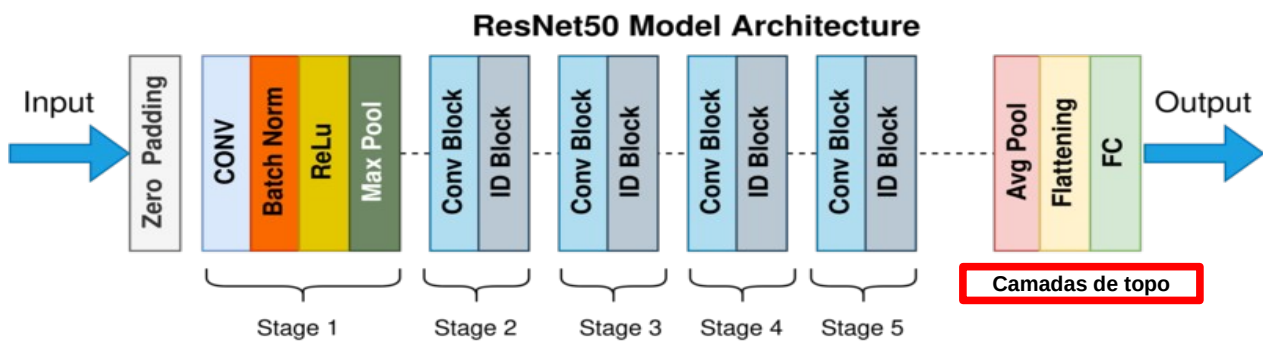 ResNet50 Model Architecture
Input
Zero Padding
CONV
Batch Norm
ReLu
Max Pool
Conv Block
ID Block
Conv Block
ID Block
Conv Block
ID Block
Conv Block
ID Block
Avg Pool
Flattening
FC
Output
Stage 1
Stage 2
Stage 3
Stage 4
Stage 5
Camadas de topo